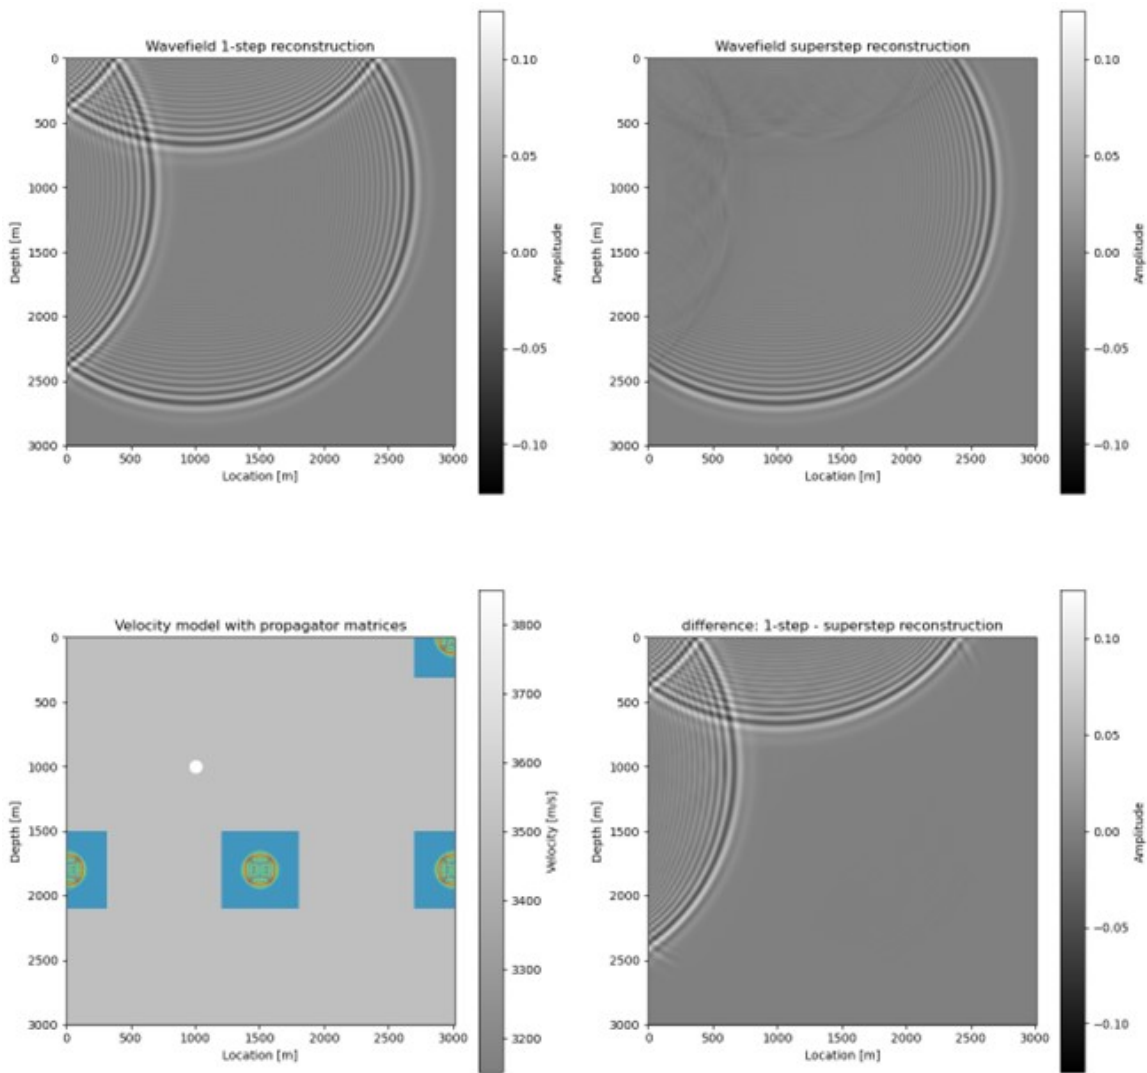 Wavefield 1-step reconstruction
0
500
1000
1500
2000
2500
3000
Depth [m]
0 500 1000 1500 2000 2500 3000
Location [m]
0.10
0.05
0.00
−0.05
−0.10
Amplitude
Wavefield superstep reconstruction
0
500
1000
1500
2000
2500
3000
Depth [m]
0 500 1000 1500 2000 2500 3000
Location [m]
0.10
0.05
0.00
−0.05
−0.10
Amplitude
Velocity model with propagator matrices
0
500
1000
1500
2000
2500
3000
Depth [m]
0 500 1000 1500 2000 2500 3000
Location [m]
3800
3700
3600
3500
3400
3300
3200
Velocity [m/s]
difference: 1-step - superstep reconstruction
0
500
1000
1500
2000
2500
3000
Depth [m]
0 500 1000 1500 2000 2500 3000
Location [m]
0.10
0.05
0.00
−0.05
−0.10
Amplitude